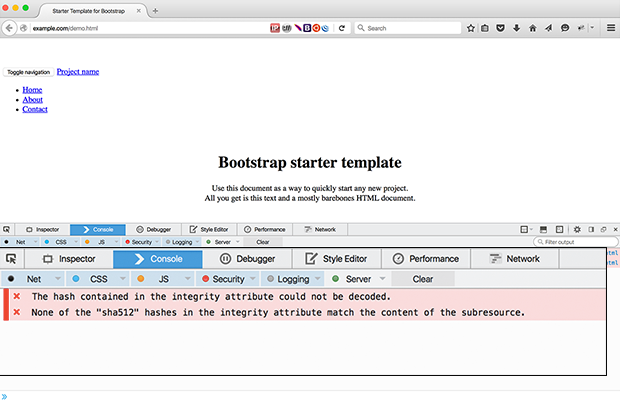 Starter Template for Bootstrap
example.com/demo.html
Search
Toggle navigation Project name
Home
About
Contact
Bootstrap starter template
Use this document as a way to quickly start any new project.
All you get is this text and a mostly barebones HTML document.
Inspector Console Debugger Style Editor Performance Network
Net CSS JS Security Logging Server Clear Filter output
html
html
Inspector Console Debugger Style Editor Performance Network
Net CSS JS Security Logging Server Clear
The hash contained in the integrity attribute could not be decoded.
None of the "sha512" hashes in the integrity attribute match the content of the subresource.